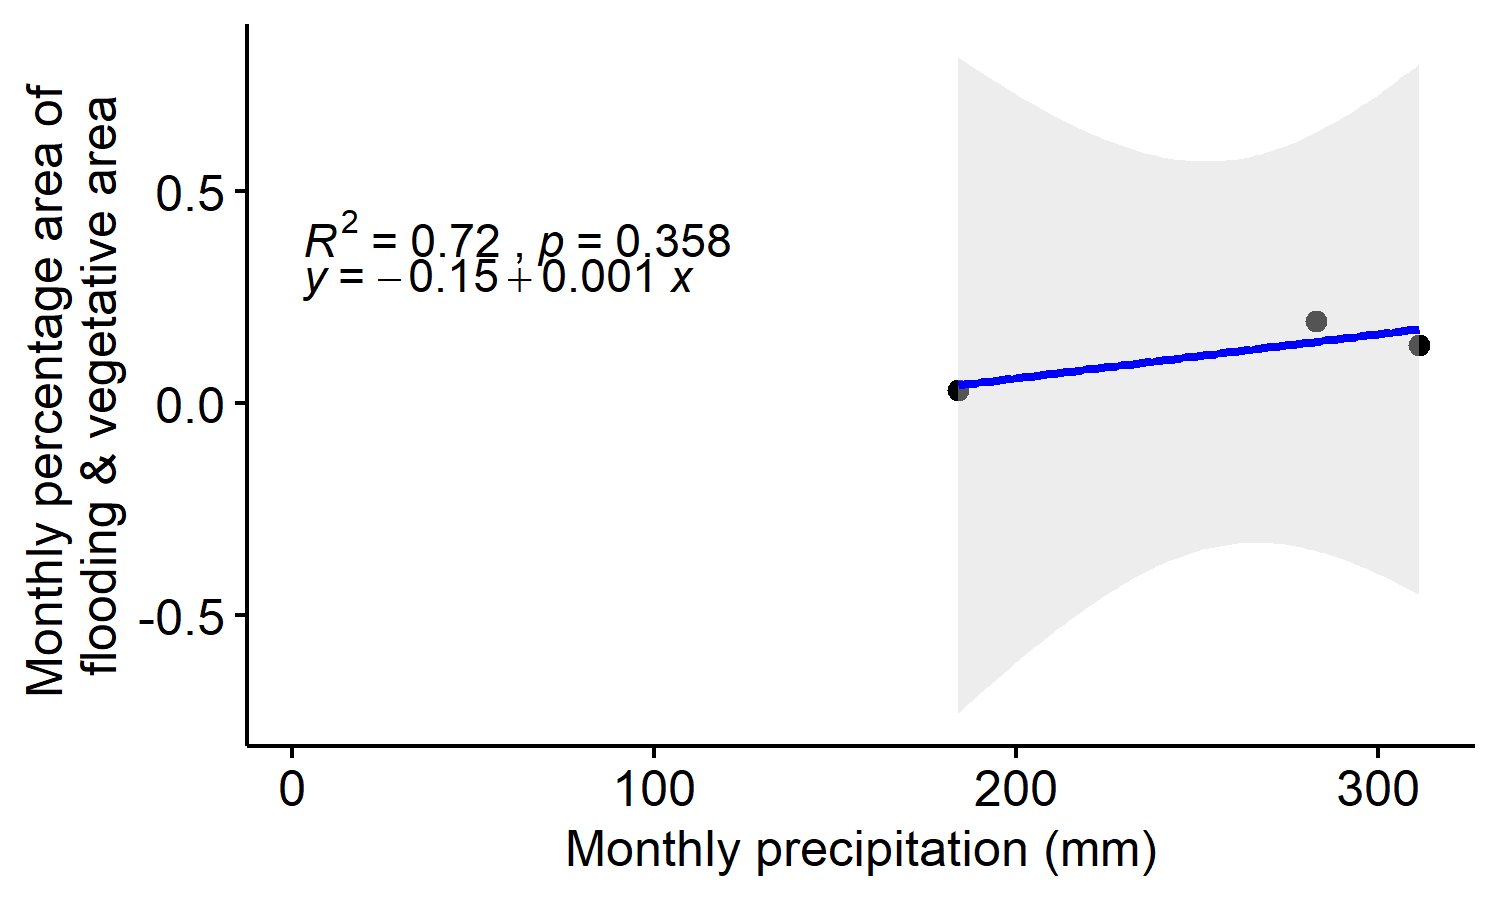 Monthly percentage area of
flooding & vegetative area
0.5
0.0
-0.5
R² = 0.72 , p = 0.358
y = −0.15+0.001 x
0 100 200 300
Monthly precipitation (mm)